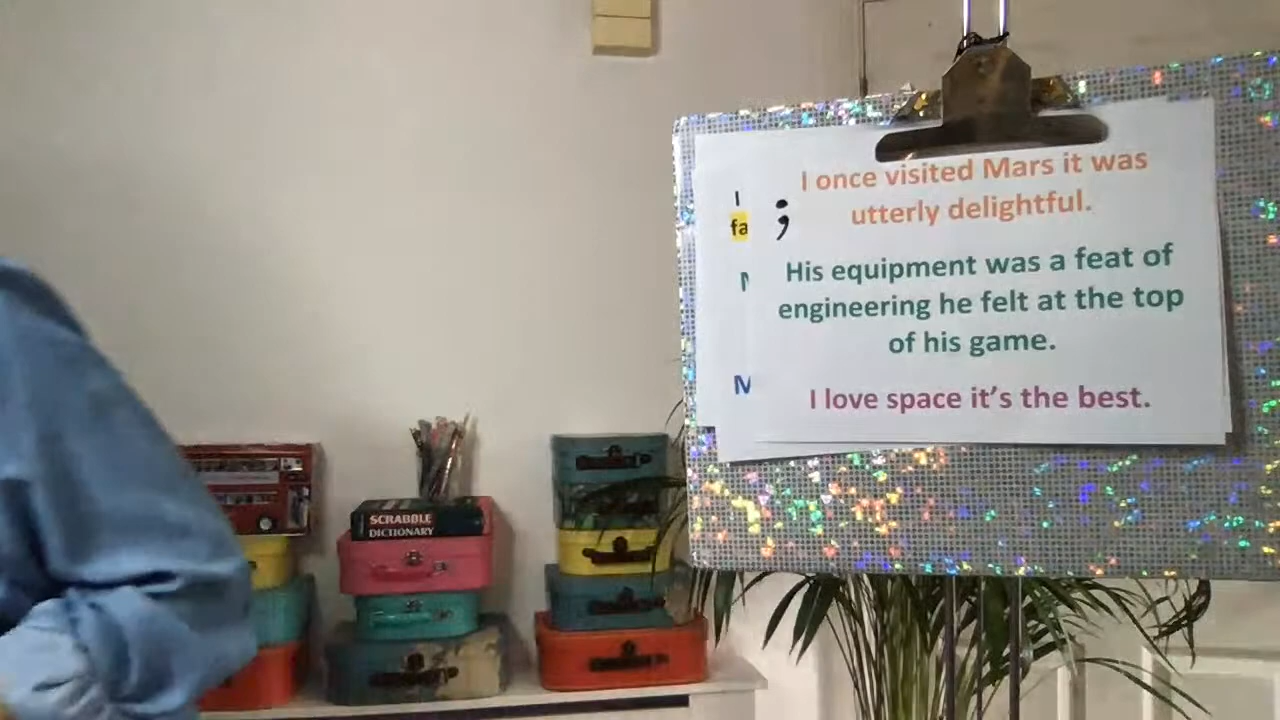 I once visited Mars it was
utterly delightful.
;
His equipment was a feat of
engineering he felt at the top
of his game.
I love space it's the best.
I
fa
M
SCRABBLE
DICTIONARY